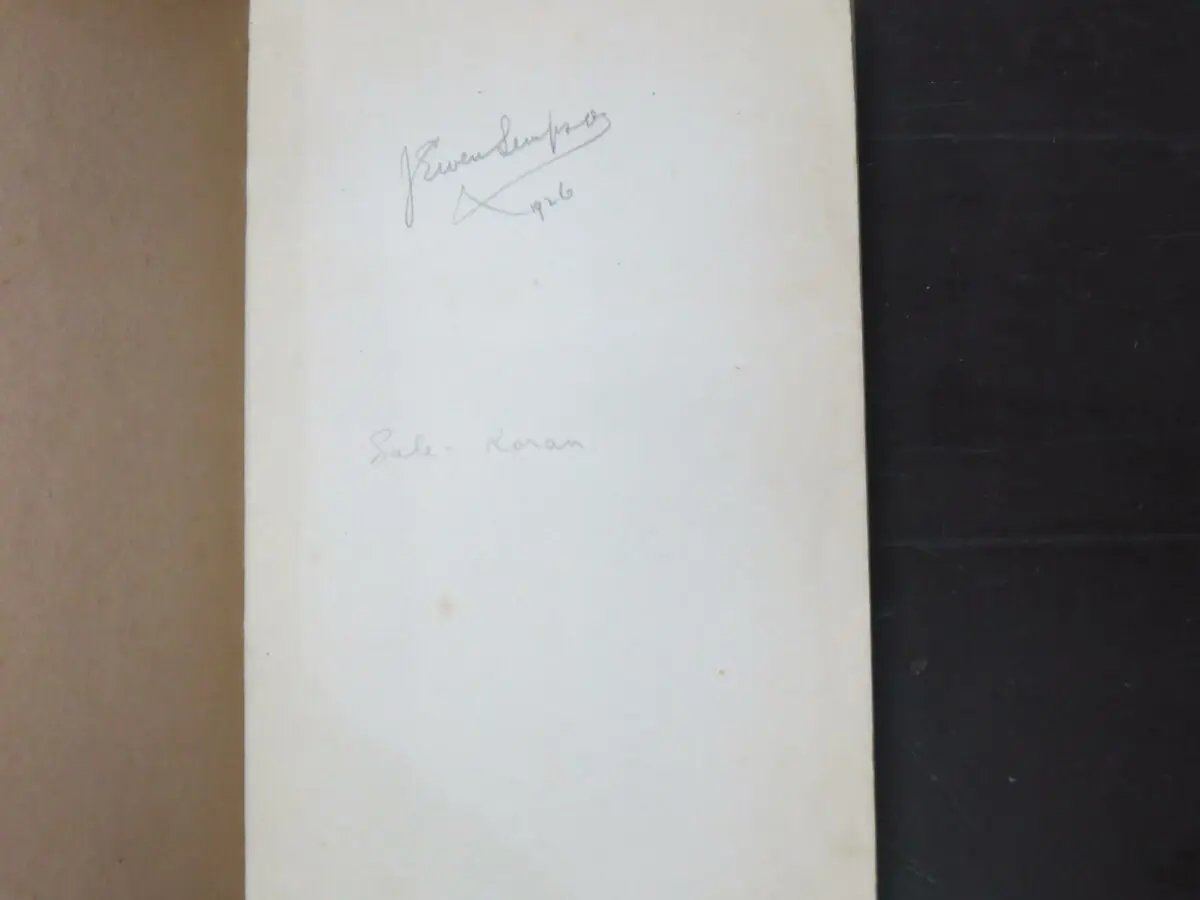 J Ewen Simpson
1926
Sale - Koran